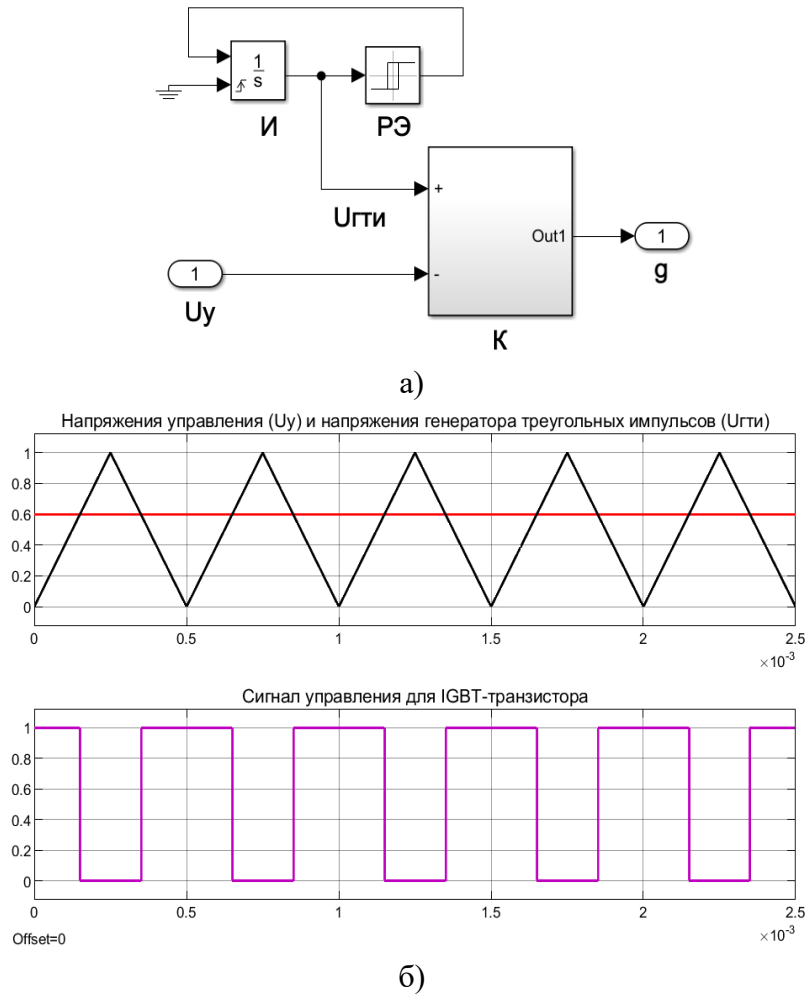 1
s
И
РЭ
+
Uгти
Out1
1
g
1
-
Uу
К
а)
Напряжения управления (Uу) и напряжения генератора треугольных импульсов (Uгти)
1
0.8
0.6
0.4
0.2
0
0 0.5 1 1.5 2 2.5
×10-3
Сигнал управления для IGBT-транзистора
1
0.8
0.6
0.4
0.2
0
0 0.5 1 1.5 2 2.5
×10-3
Offset=0
б)